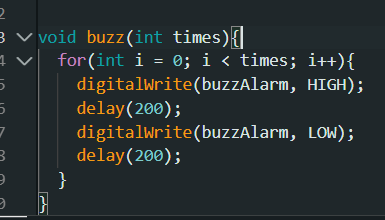 void buzz(int times){
for(int i = 0; i < times; i++){
digitalWrite(buzzAlarm, HIGH);
delay(200);
digitalWrite(buzzAlarm, LOW);
delay(200);
}
}